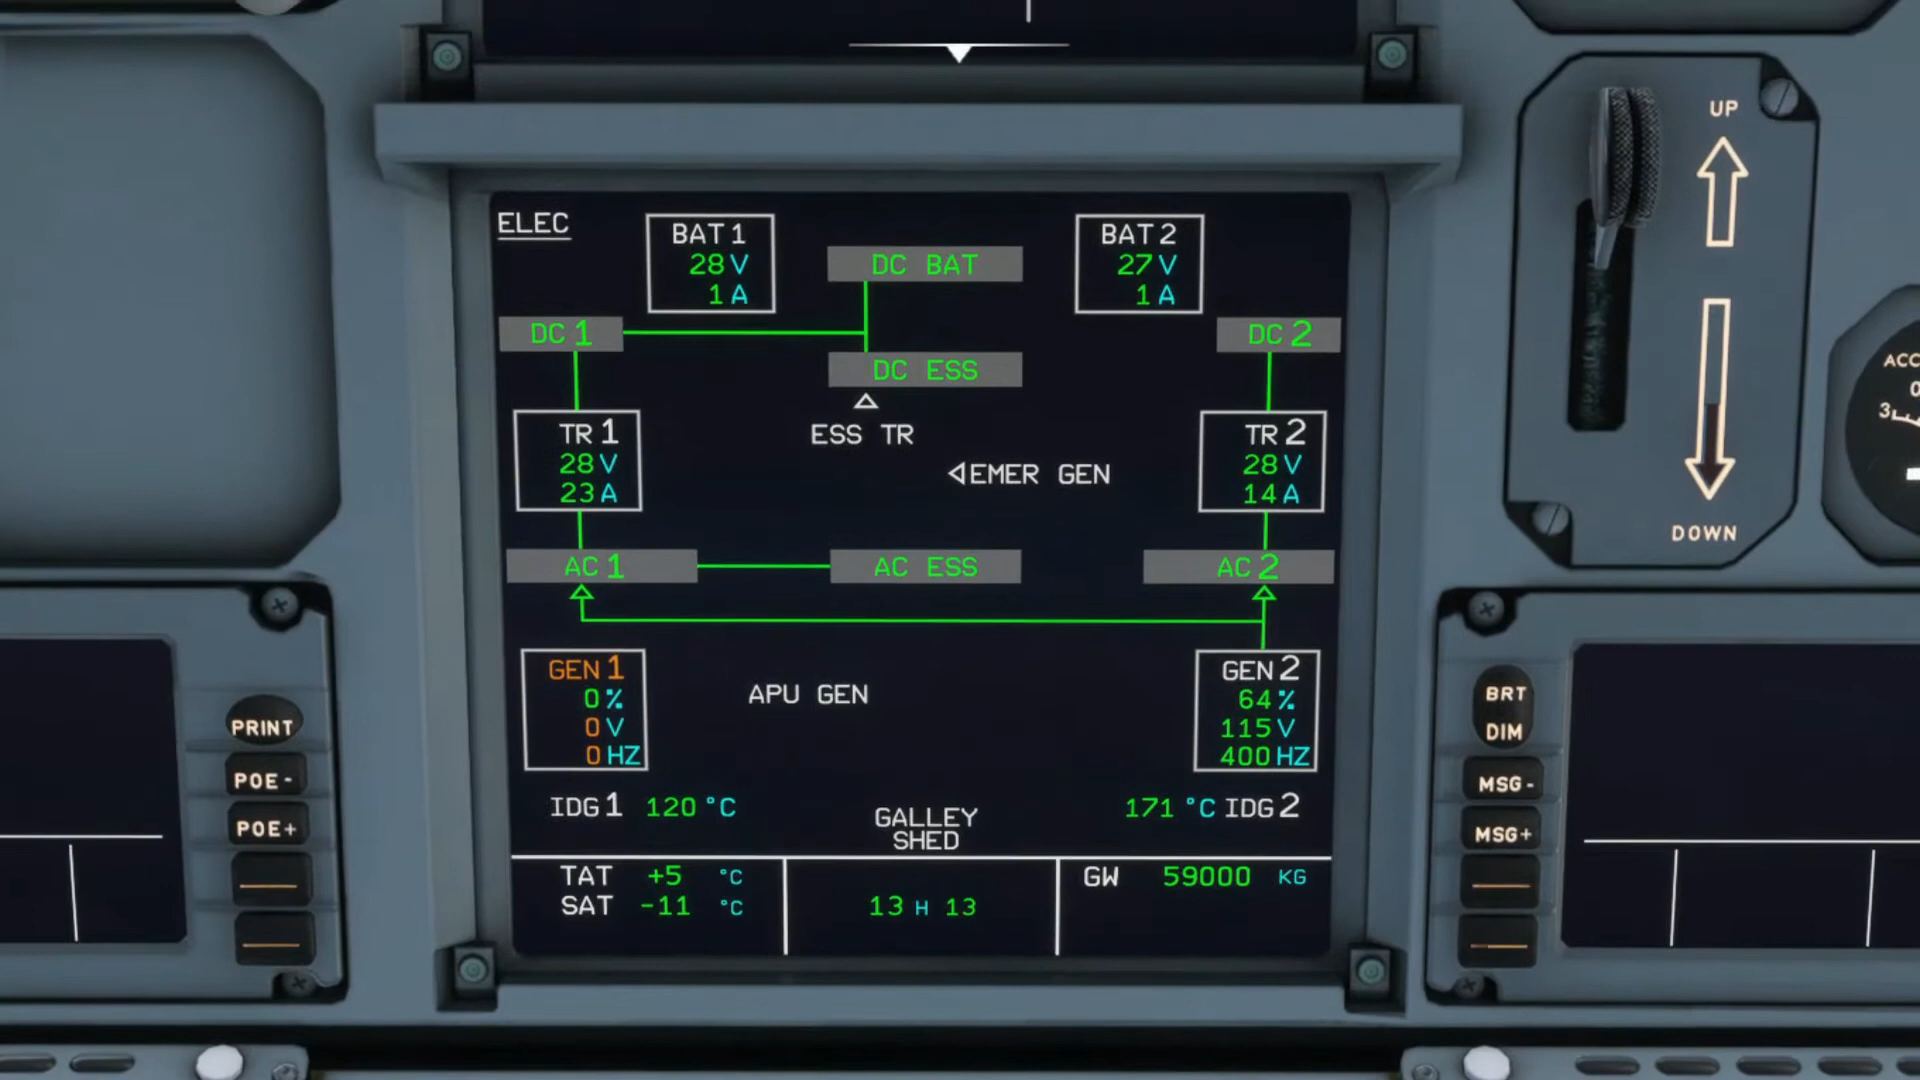 ELEC
BAT 1
28 V
1 A
DC BAT
BAT 2
27 V
1 A
DC 1
DC ESS
DC 2
TR 1
28 V
23 A
ESS TR
EMER GEN
TR 2
28 V
14 A
AC 1
AC ESS
AC 2
GEN 1
0 %
0 V
0 HZ
APU GEN
GEN 2
64 %
115 V
400 HZ
IDG 1 120 °C
GALLEY
SHED
171 °C IDG 2
TAT +5 °C
SAT -11 °C
13 H 13
GW 59000 KG
UP
DOWN
ACC
0
3
PRINT
POE-
POE+
BRT
DIM
MSG-
MSG+